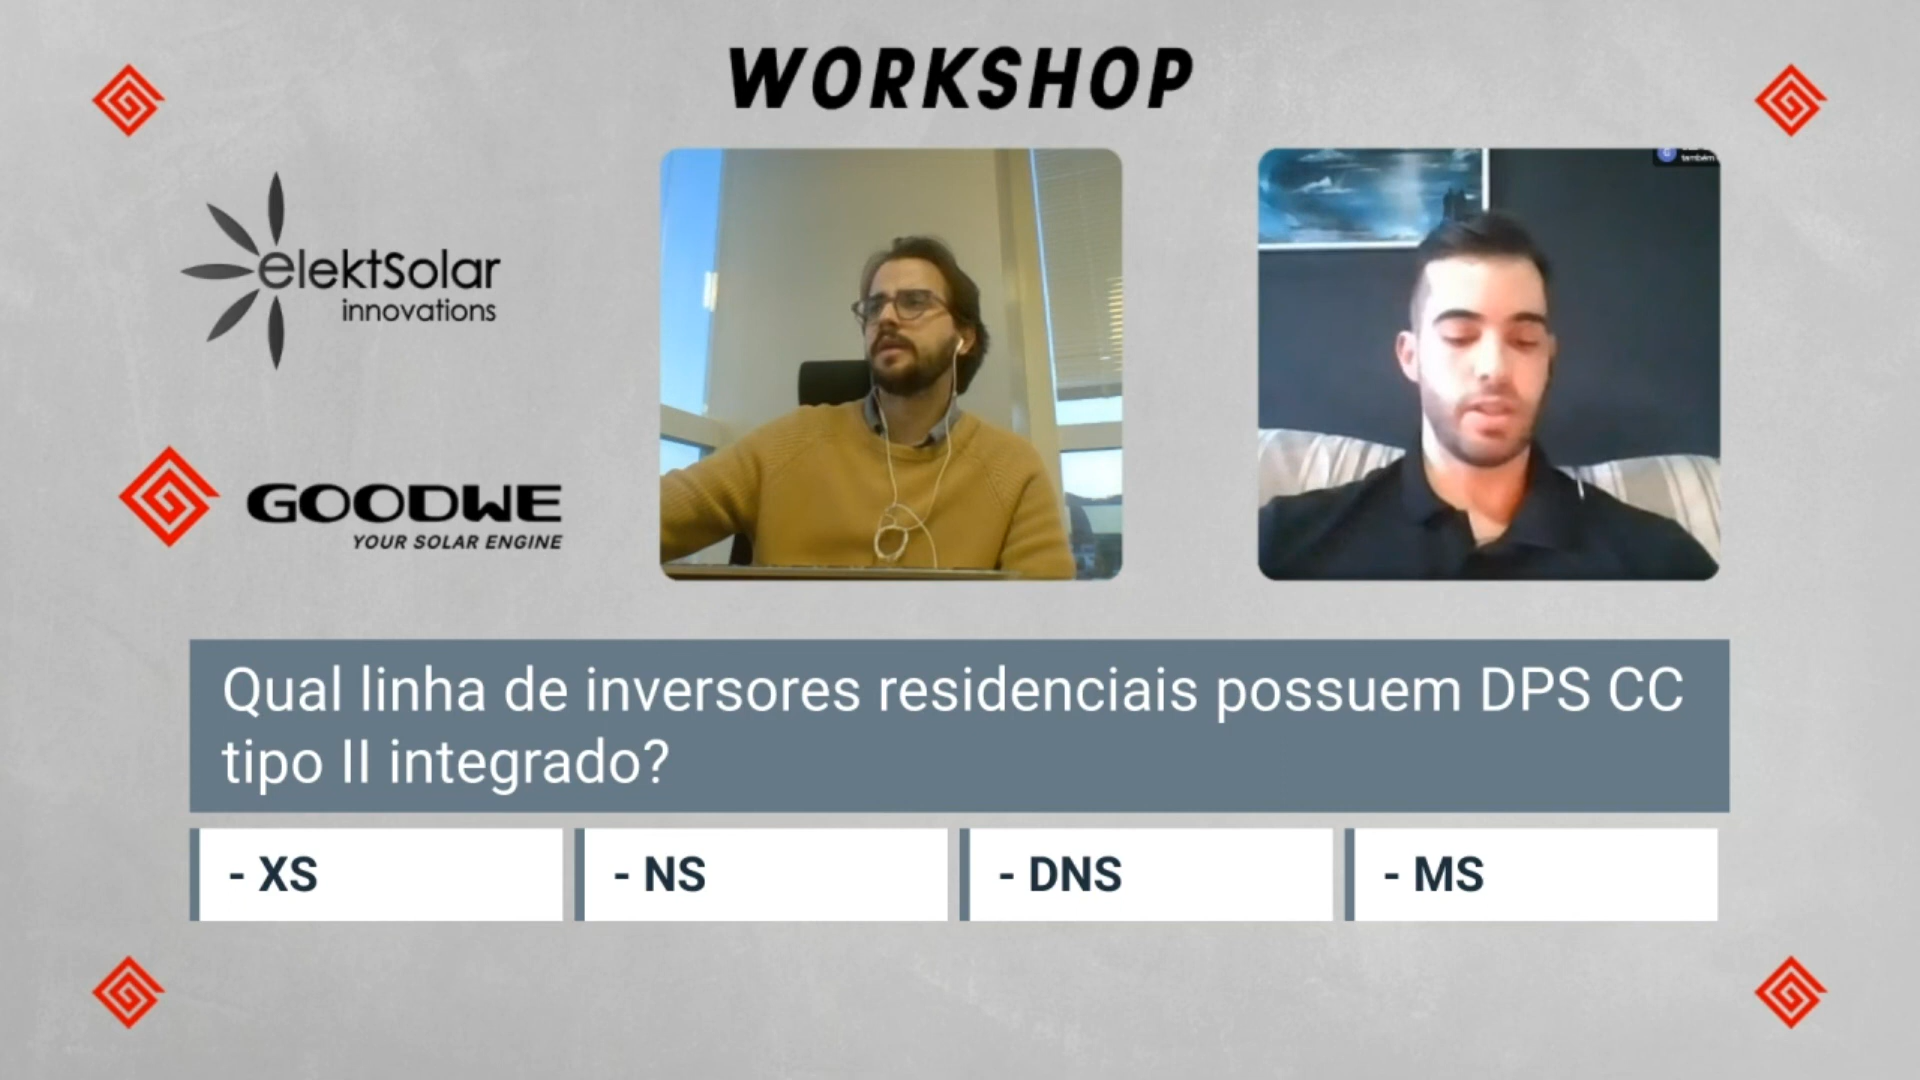 WORKSHOP
elektSolar
innovations
GOODWE
YOUR SOLAR ENGINE
também
Qual linha de inversores residenciais possuem DPS CC
tipo II integrado?
- XS
- NS
- DNS
- MS